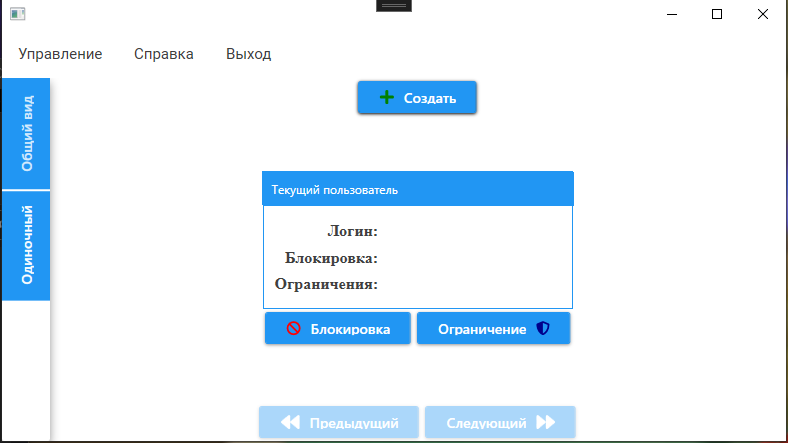 Управление Справка Выход
Общий вид
Одиночный
Создать
Текущий пользователь
Логин:
Блокировка:
Ограничения:
Блокировка Ограничение
Предыдущий Следующий